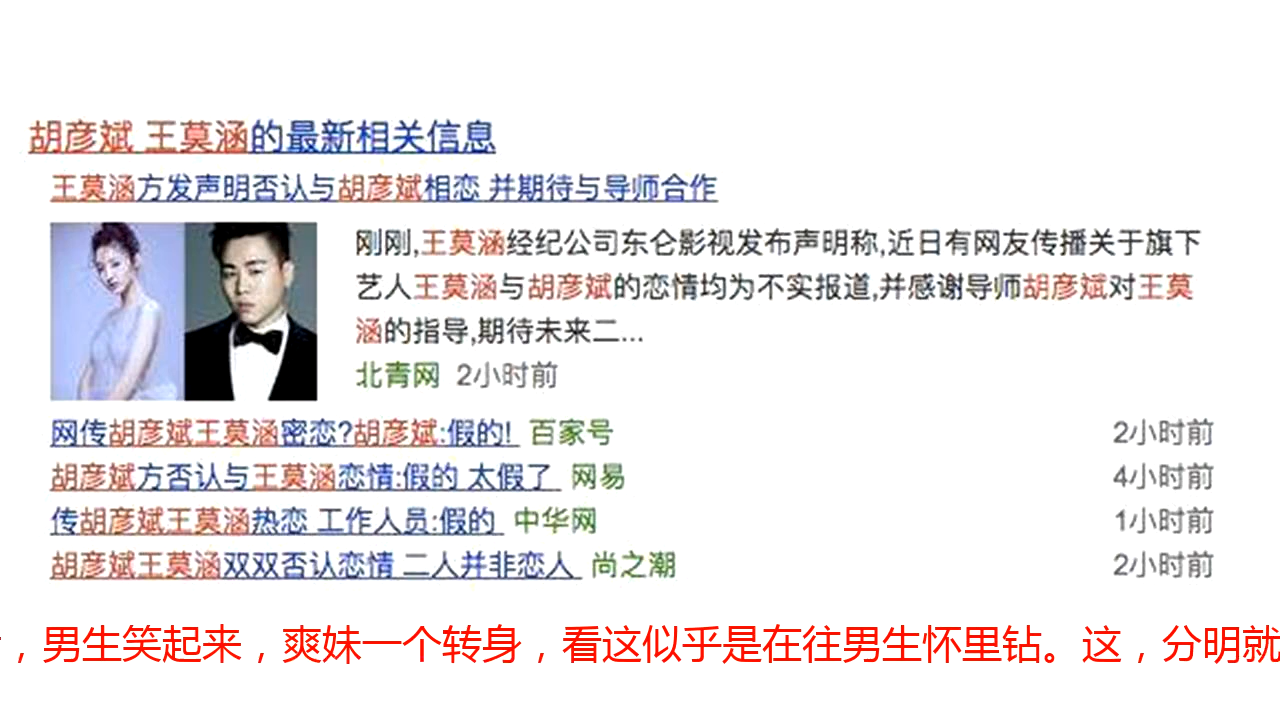 胡彦斌 王莫涵的最新相关信息
王莫涵方发声明否认与胡彦斌相恋 并期待与导师合作
刚刚,王莫涵经纪公司东仑影视发布声明称,近日有网友传播关于旗下
艺人王莫涵与胡彦斌的恋情均为不实报道,并感谢导师胡彦斌对王莫
涵的指导,期待未来二...
北青网 2小时前
网传胡彦斌王莫涵密恋?胡彦斌:假的! 百家号 2小时前
胡彦斌方否认与王莫涵恋情:假的 太假了 网易 4小时前
传胡彦斌王莫涵热恋 工作人员:假的 中华网 1小时前
胡彦斌王莫涵双双否认恋情 二人并非恋人 尚之潮 2小时前
，男生笑起来，爽妹一个转身，看这似乎是在往男生怀里钻。这，分明就